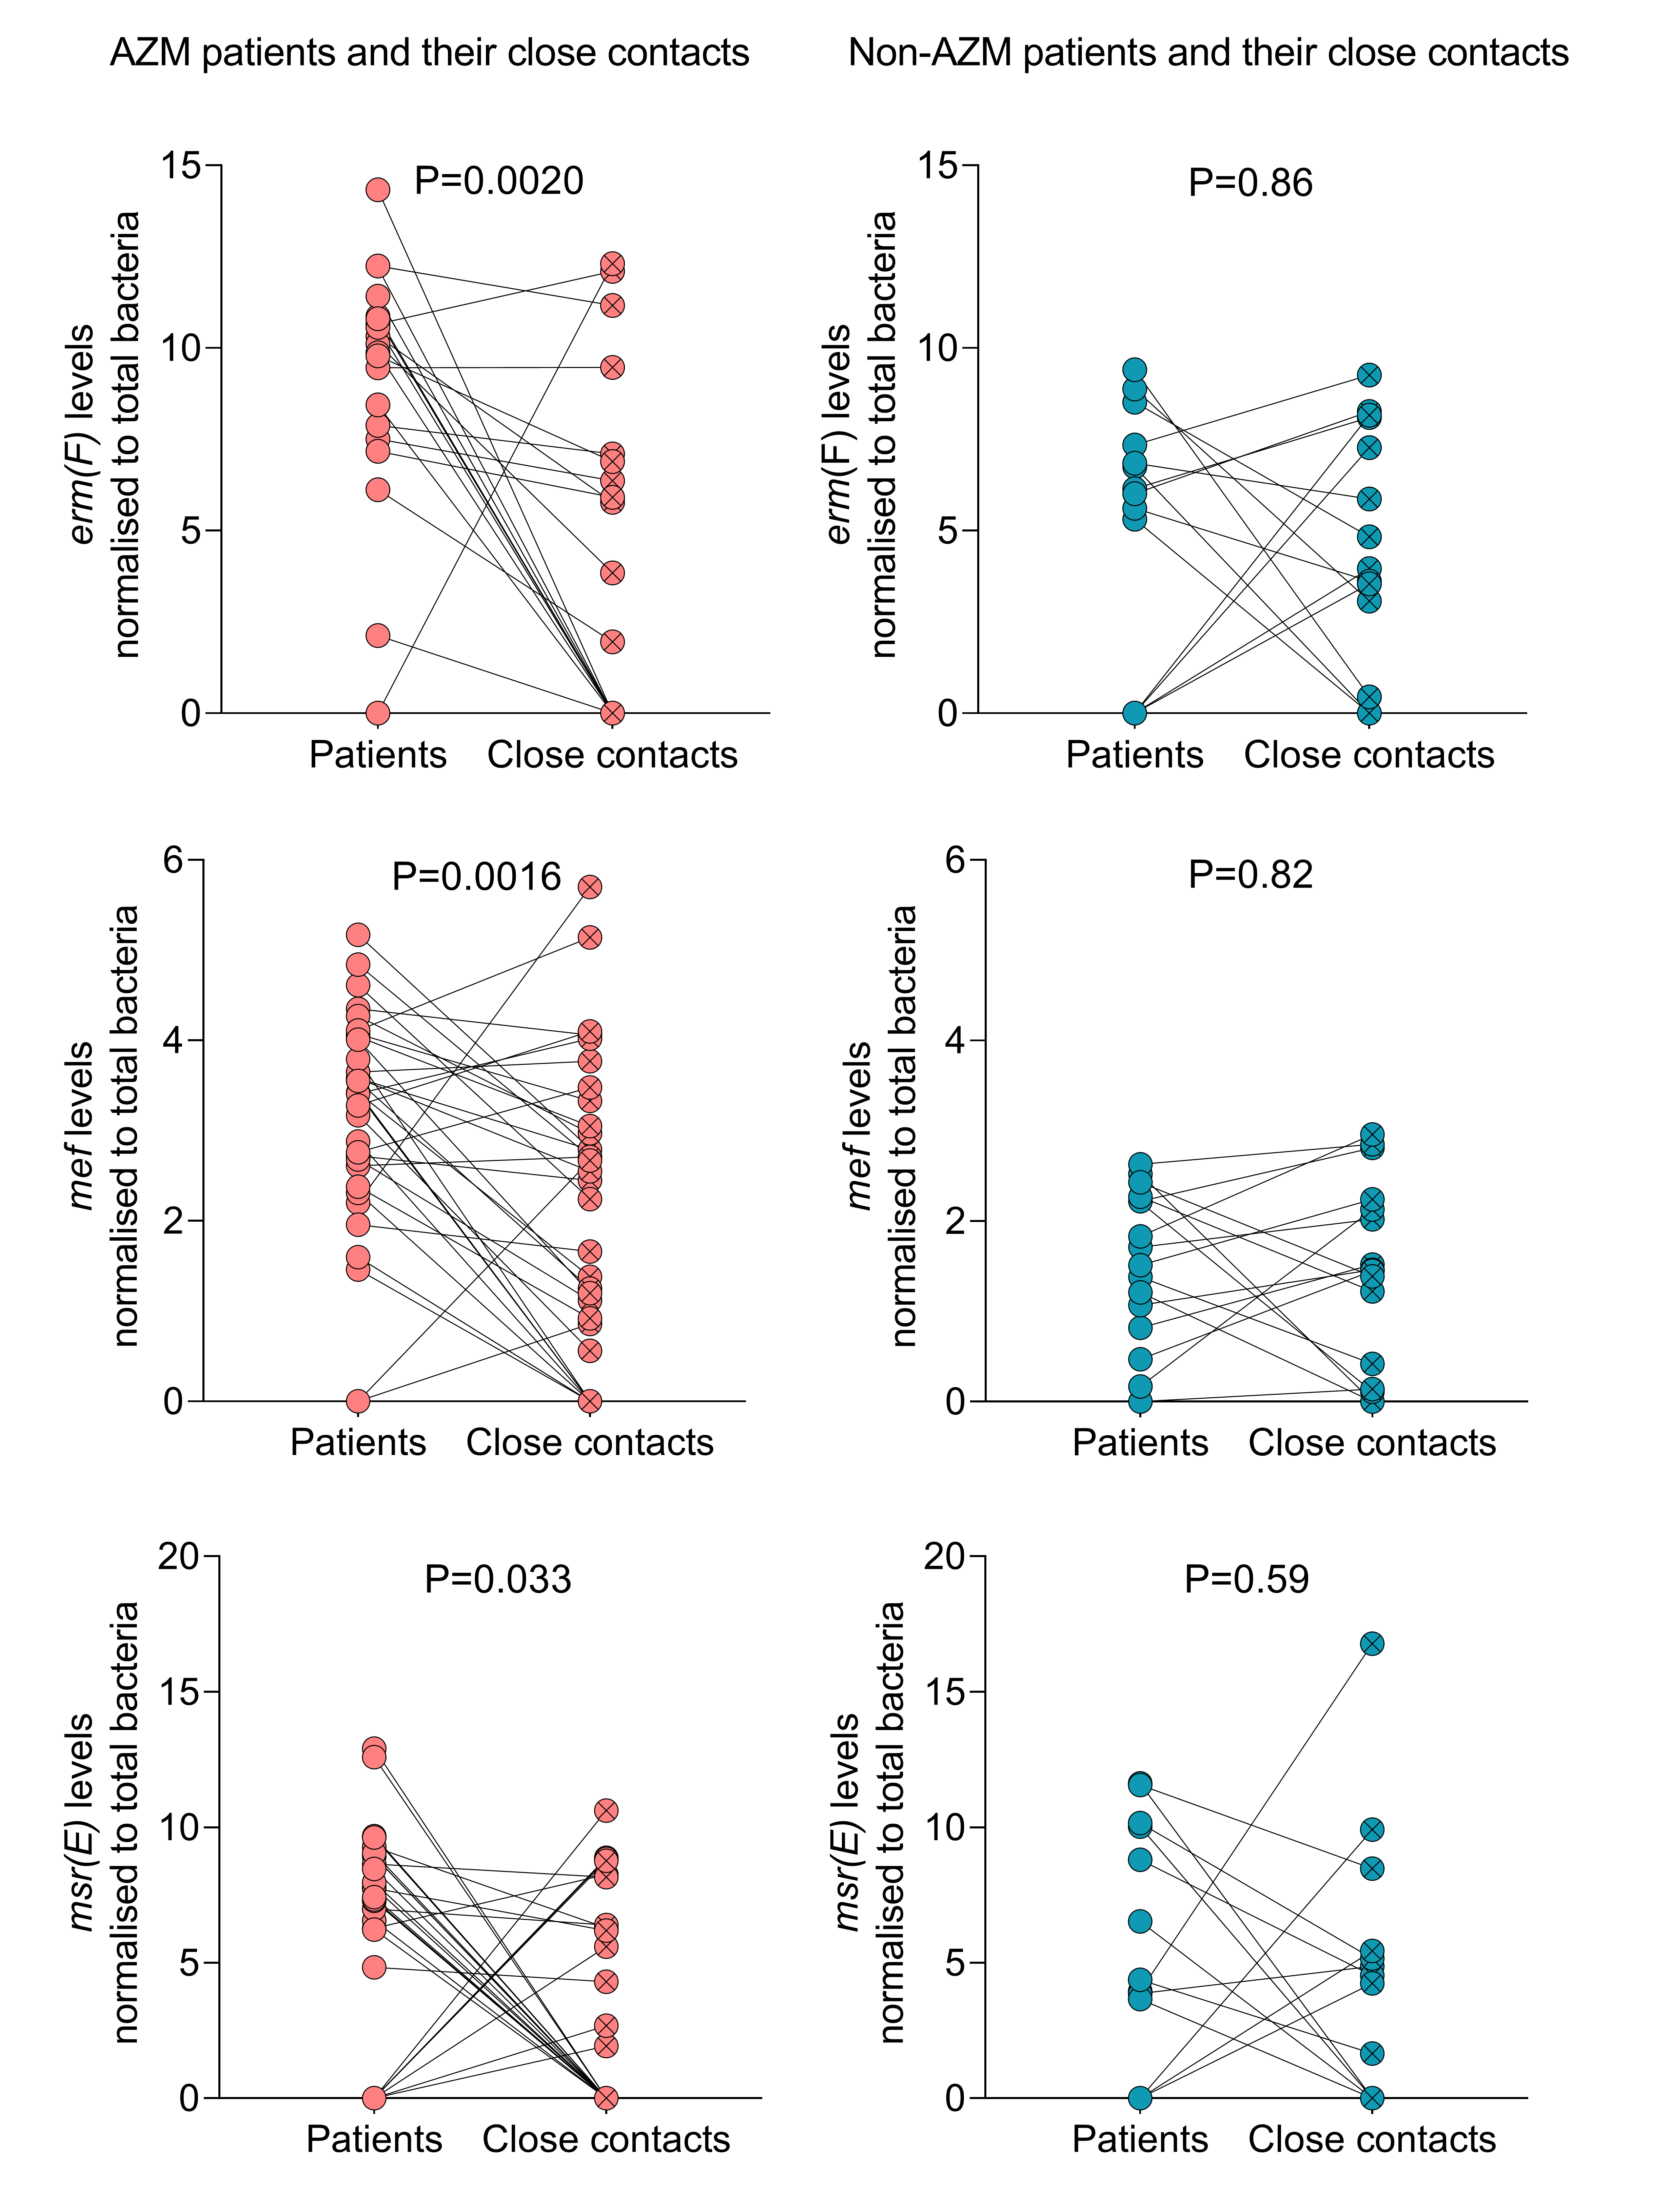 AZM patients and their close contacts
Non-AZM patients and their close contacts
erm(F) levels
normalised to total bacteria
15
10
5
0
P=0.0020
Patients
Close contacts
erm(F) levels
normalised to total bacteria
15
10
5
0
P=0.86
Patients
Close contacts
mef levels
normalised to total bacteria
6
4
2
0
P=0.0016
Patients
Close contacts
mef levels
normalised to total bacteria
6
4
2
0
P=0.82
Patients
Close contacts
msr(E) levels
normalised to total bacteria
20
15
10
5
0
P=0.033
Patients
Close contacts
msr(E) levels
normalised to total bacteria
20
15
10
5
0
P=0.59
Patients
Close contacts